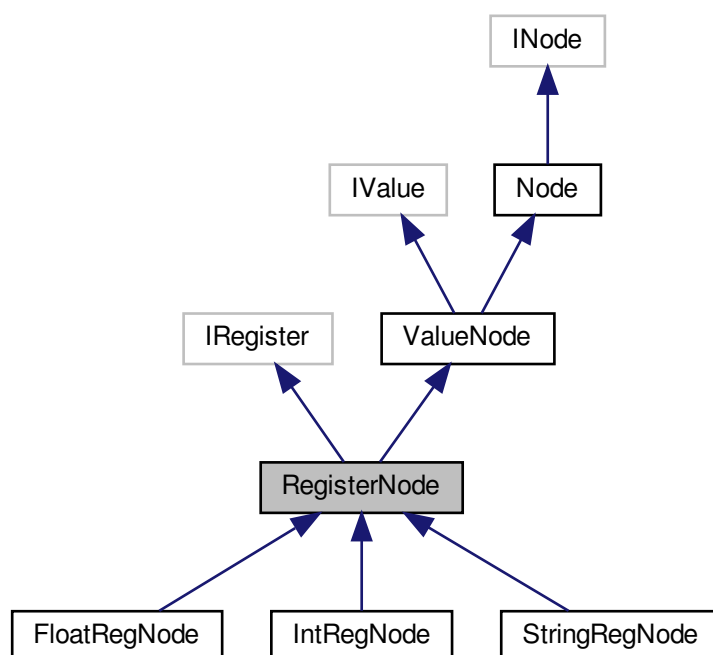 INode
IValue
Node
IRegister
ValueNode
RegisterNode
FloatRegNode
IntRegNode
StringRegNode